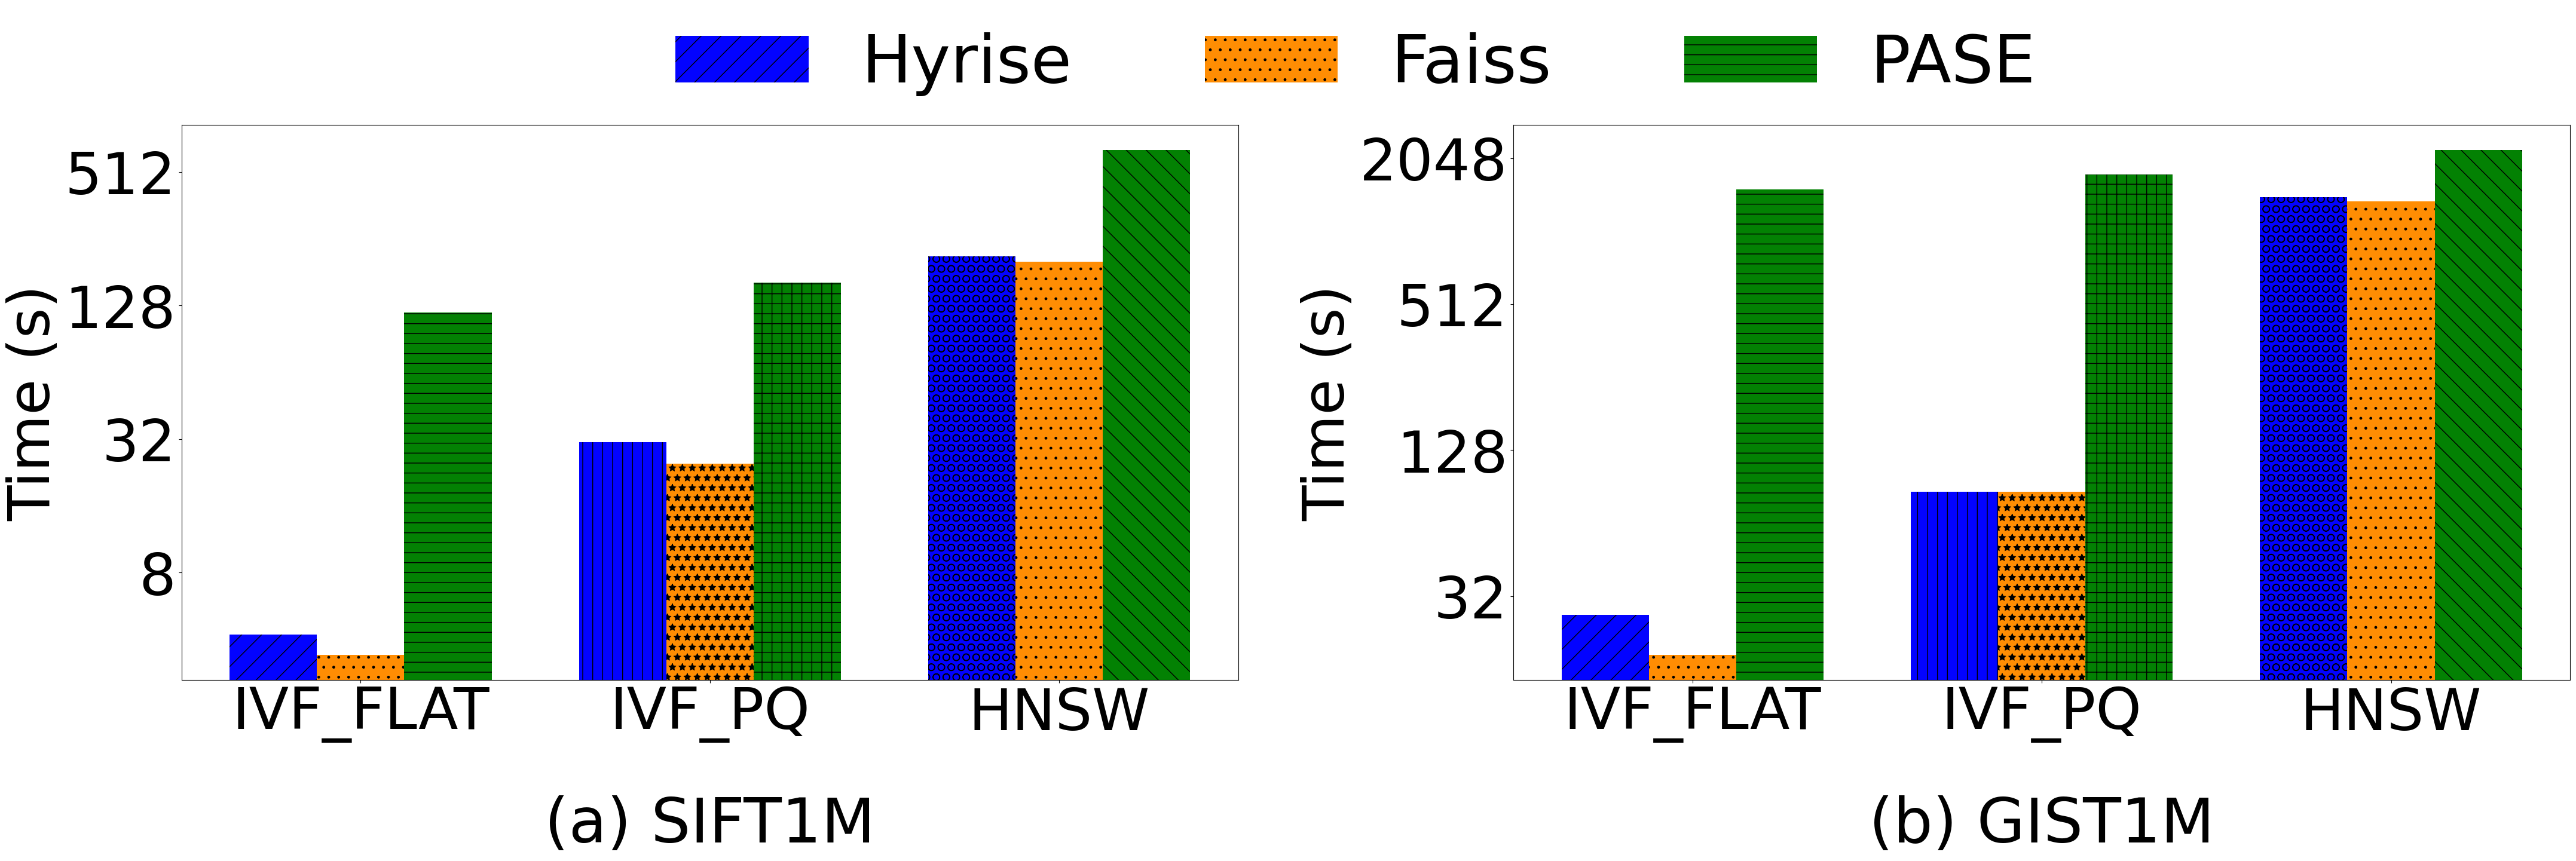 Hyrise Faiss PASE
Time (s)
512
128
32
8
IVF_FLAT IVF_PQ HNSW
(a) SIFT1M
Time (s)
2048
512
128
32
IVF_FLAT IVF_PQ HNSW
(b) GIST1M